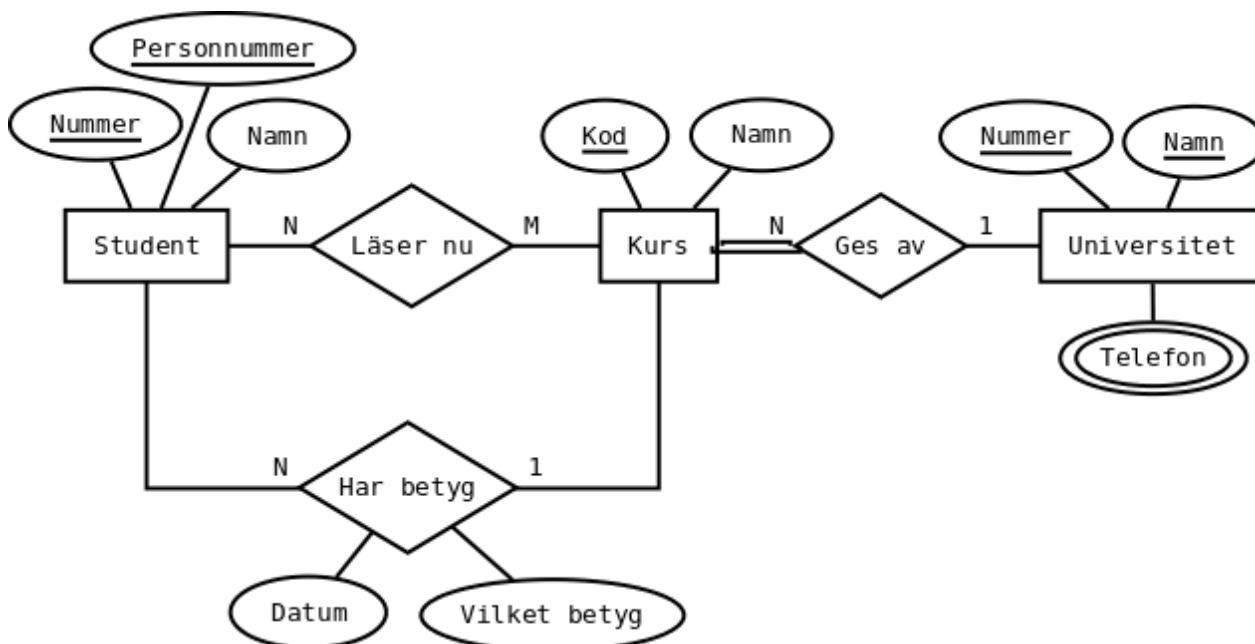 Personnummer
Nummer
Namn
Kod
Namn
Nummer
Namn
Student
N
Läser nu
M
Kurs
N
Ges av
1
Universitet
Telefon
N
Har betyg
1
Datum
Vilket betyg